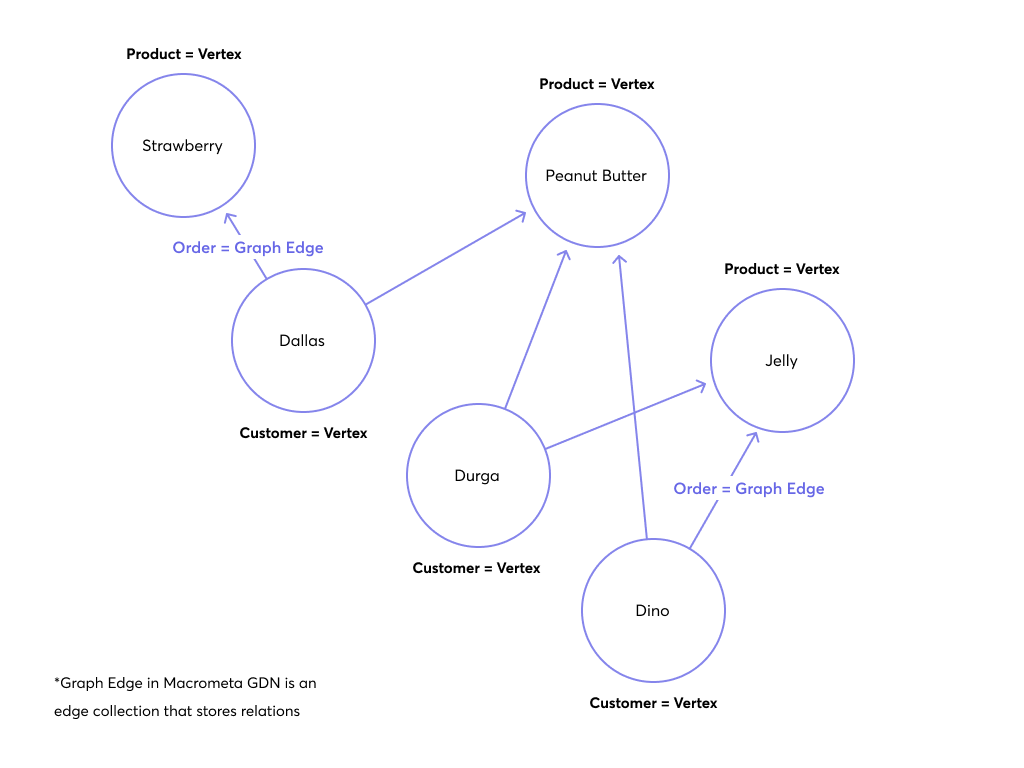 Product = Vertex
Strawberry
Product = Vertex
Peanut Butter
Order = Graph Edge
Product = Vertex
Dallas
Jelly
Customer = Vertex
Durga
Order = Graph Edge
Customer = Vertex
Dino
*Graph Edge in Macrometa GDN is an
edge collection that stores relations
Customer = Vertex